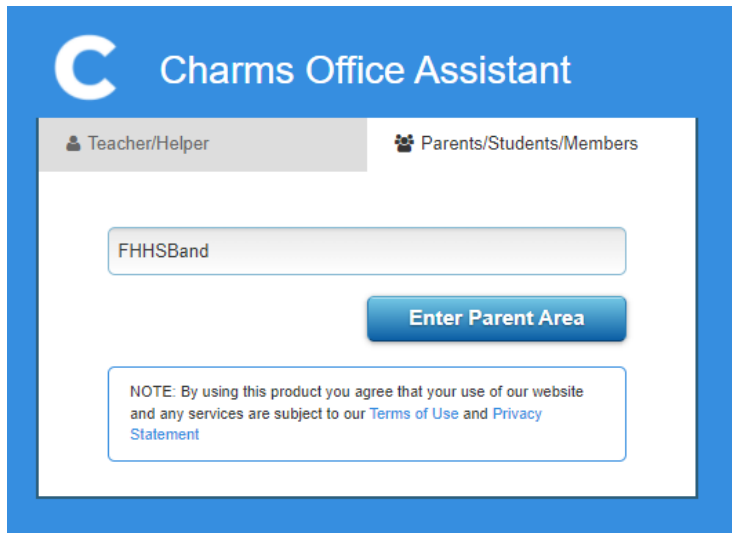 C Charms Office Assistant
Teacher/Helper
Parents/Students/Members
FHHSBand
Enter Parent Area
NOTE: By using this product you agree that your use of our website
and any services are subject to our Terms of Use and Privacy
Statement